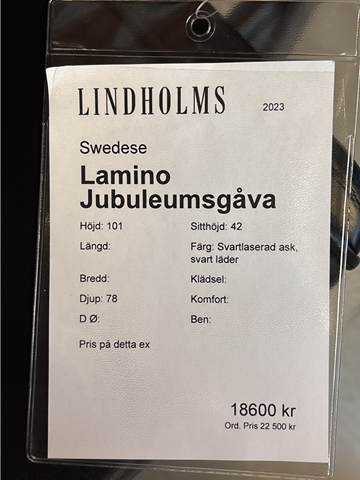 LINDHOLMS 2023
Swedese
Lamino
Jubuleumsgåva
Höjd: 101 Sitthöjd: 42
Längd: Färg: Svartlaserad ask,
svart läder
Bredd: Klädsel:
Djup: 78 Komfort:
D Ø: Ben:
Pris på detta ex
18600 kr
Ord. Pris 22 500 kr